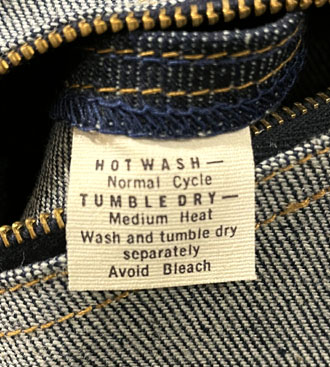 HOT WASH—
Normal Cycle
TUMBLE DRY—
Medium Heat
Wash and tumble dry
separately
Avoid Bleach